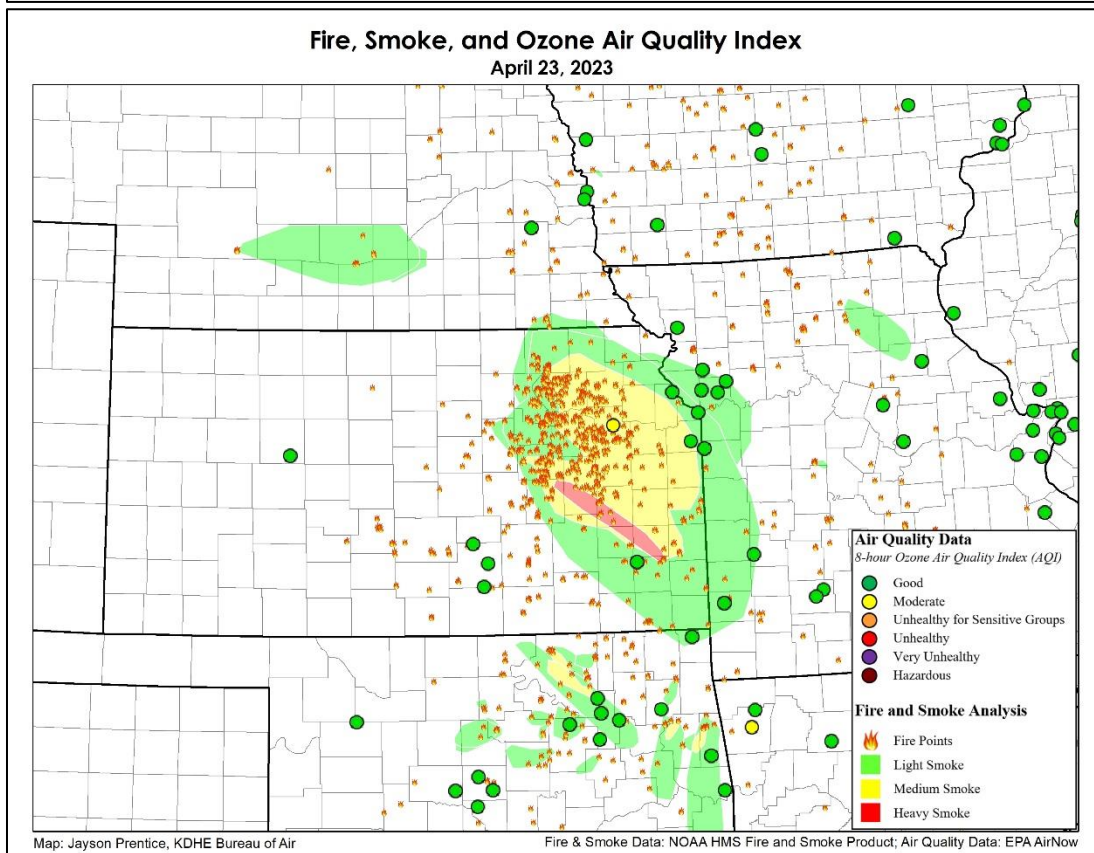 Fire, Smoke, and Ozone Air Quality Index
April 23, 2023
Air Quality Data
8-hour Ozone Air Quality Index (AQI)
Good
Moderate
Unhealthy for Sensitive Groups
Unhealthy
Very Unhealthy
Hazardous
Fire and Smoke Analysis
Fire Points
Light Smoke
Medium Smoke
Heavy Smoke
Map: Jayson Prentice, KDHE Bureau of Air
Fire & Smoke Data: NOAA HMS Fire and Smoke Product; Air Quality Data: EPA AirNow